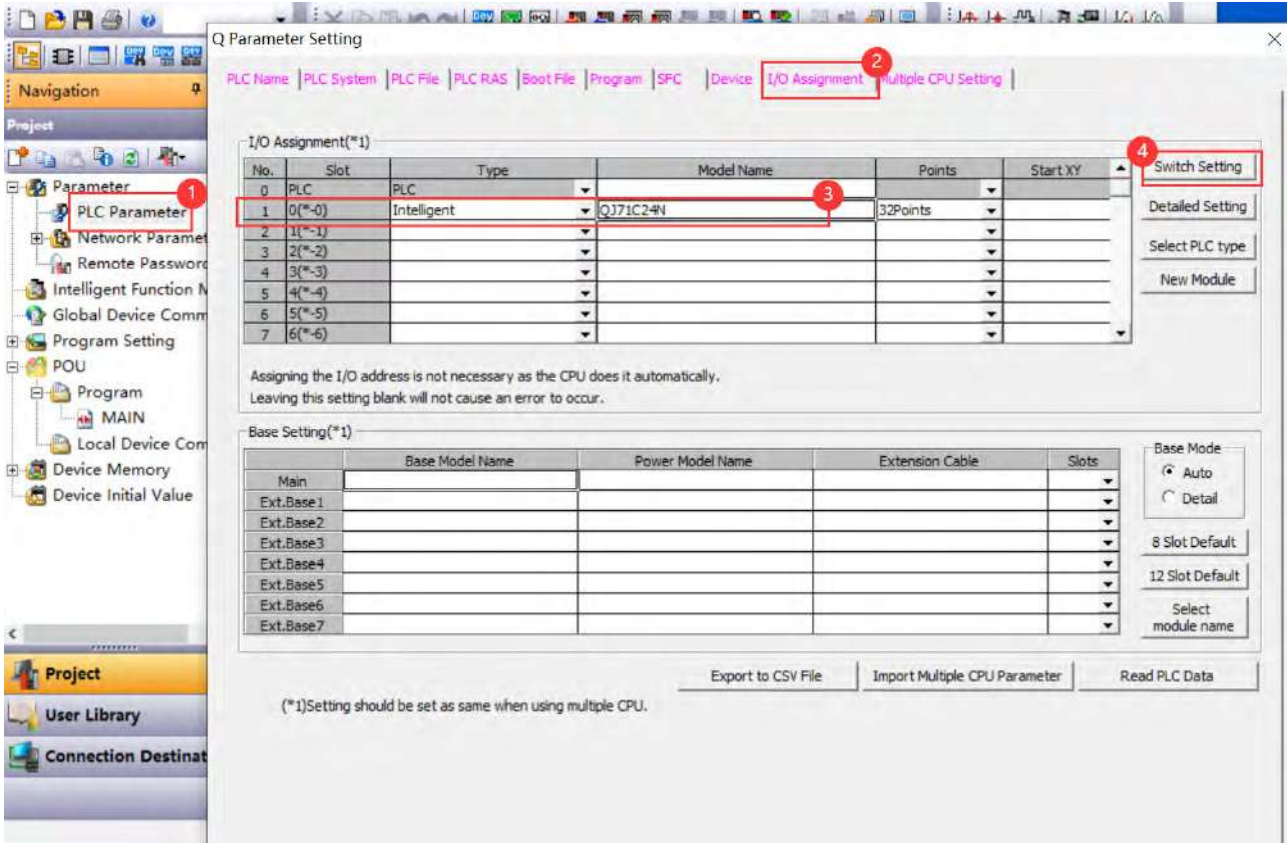 Q Parameter Setting
PLC Name PLC System PLC File PLC RAS Boot File Program SFC Device I/O Assignment Multiple CPU Setting
2
Navigation
Project
Parameter
1
PLC Parameter
Network Paramet
Remote Password
Intelligent Function M
Global Device Comm
Program Setting
POU
Program
MAIN
Local Device Com
Device Memory
Device Initial Value
Project
User Library
Connection Destinat
I/O Assignment(*1)
No. Slot Type Model Name Points Start XY
0 PLC PLC
3
1 0(*-0) Intelligent QJ71C24N 32Points
2 1(*-1)
3 2(*-2)
4 3(*-3)
5 4(*-4)
6 5(*-5)
7 6(*-6)
4
Switch Setting
Detailed Setting
Select PLC type
New Module
Assigning the I/O address is not necessary as the CPU does it automatically.
Leaving this setting blank will not cause an error to occur.
Base Setting(*1)
Base Model Name Power Model Name Extension Cable Slots
Main
Ext.Base1
Ext.Base2
Ext.Base3
Ext.Base4
Ext.Base5
Ext.Base6
Ext.Base7
Base Mode
Auto
Detail
8 Slot Default
12 Slot Default
Select
module name
Export to CSV File Import Multiple CPU Parameter Read PLC Data
(*1)Setting should be set as same when using multiple CPU.